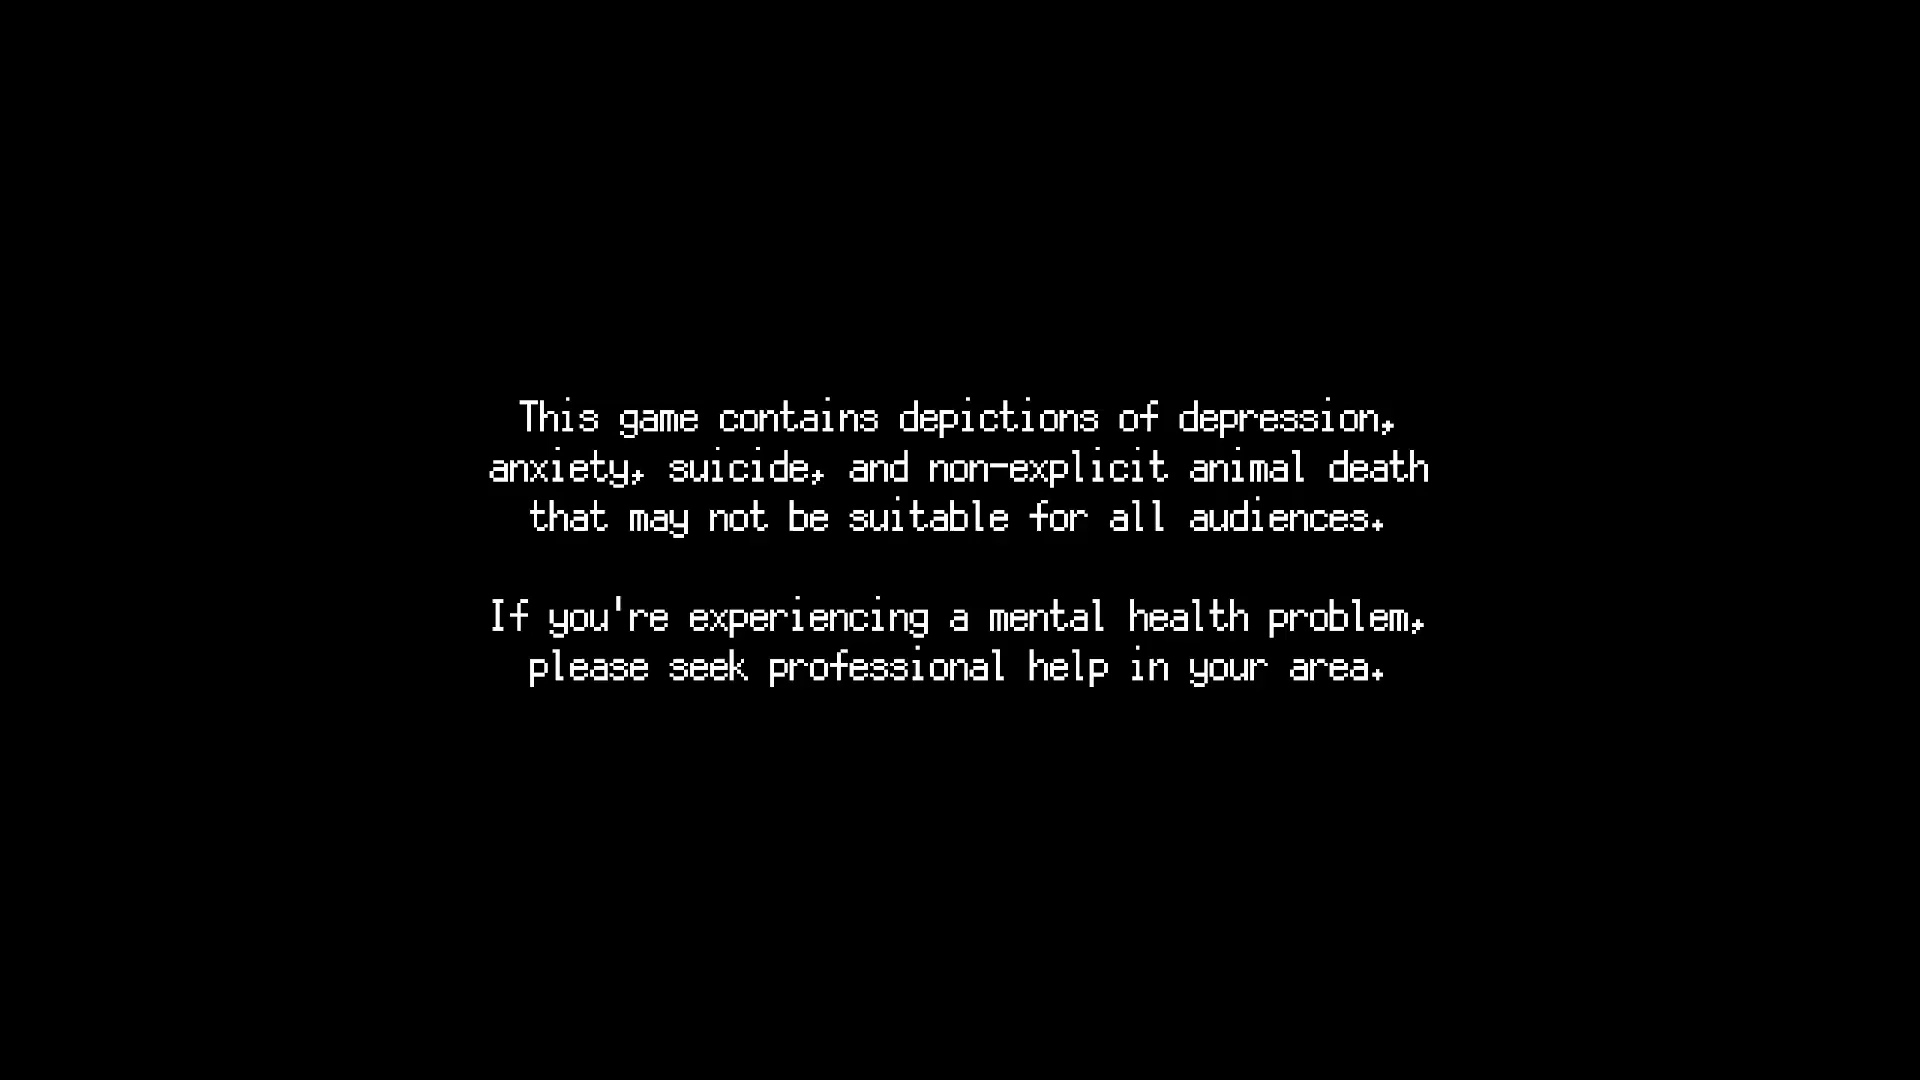 This game contains depictions of depression,
anxiety, suicide, and non-explicit animal death
that may not be suitable for all audiences.
If you're experiencing a mental health problem,
please seek professional help in your area.